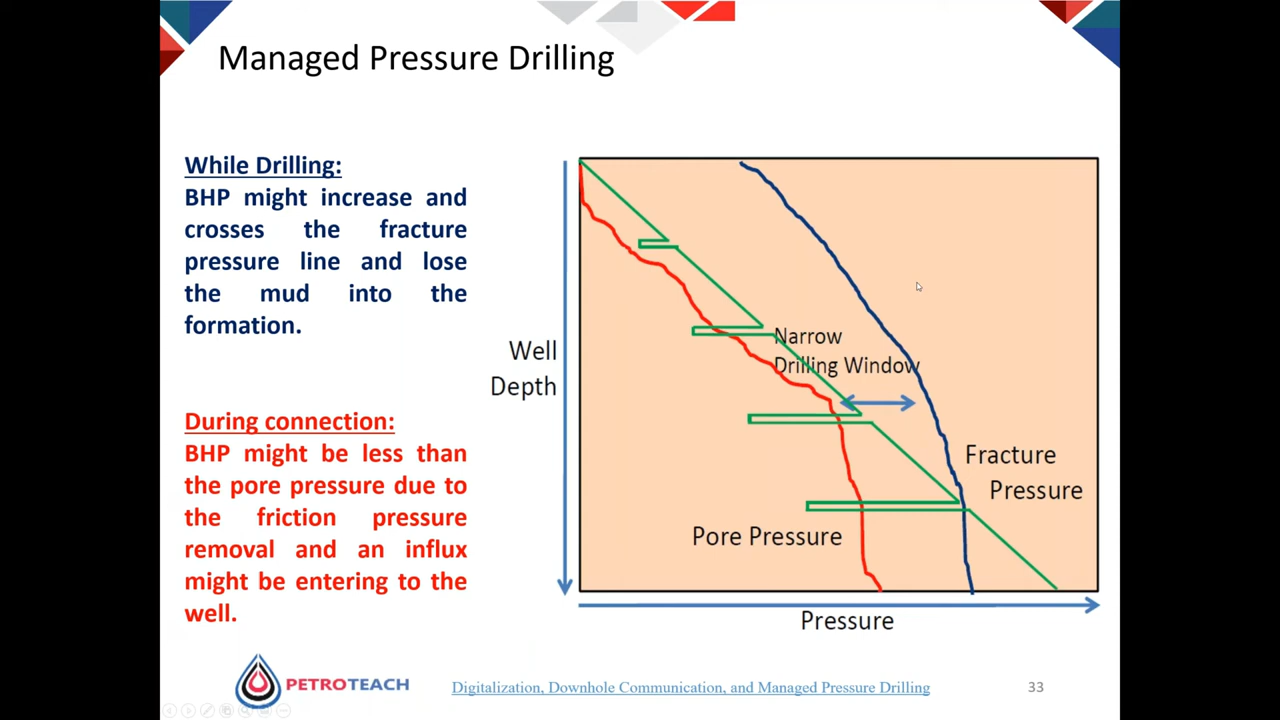 Managed Pressure Drilling
While Drilling:
BHP might increase and
crosses the fracture
pressure line and lose
the mud into the
formation.
During connection:
BHP might be less than
the pore pressure due to
the friction pressure
removal and an influx
might be entering to the
well.
Well
Depth
Narrow
Drilling Window
Fracture
Pressure
Pore Pressure
Pressure
PETROTEACH
Digitalization, Downhole Communication, and Managed Pressure Drilling
33